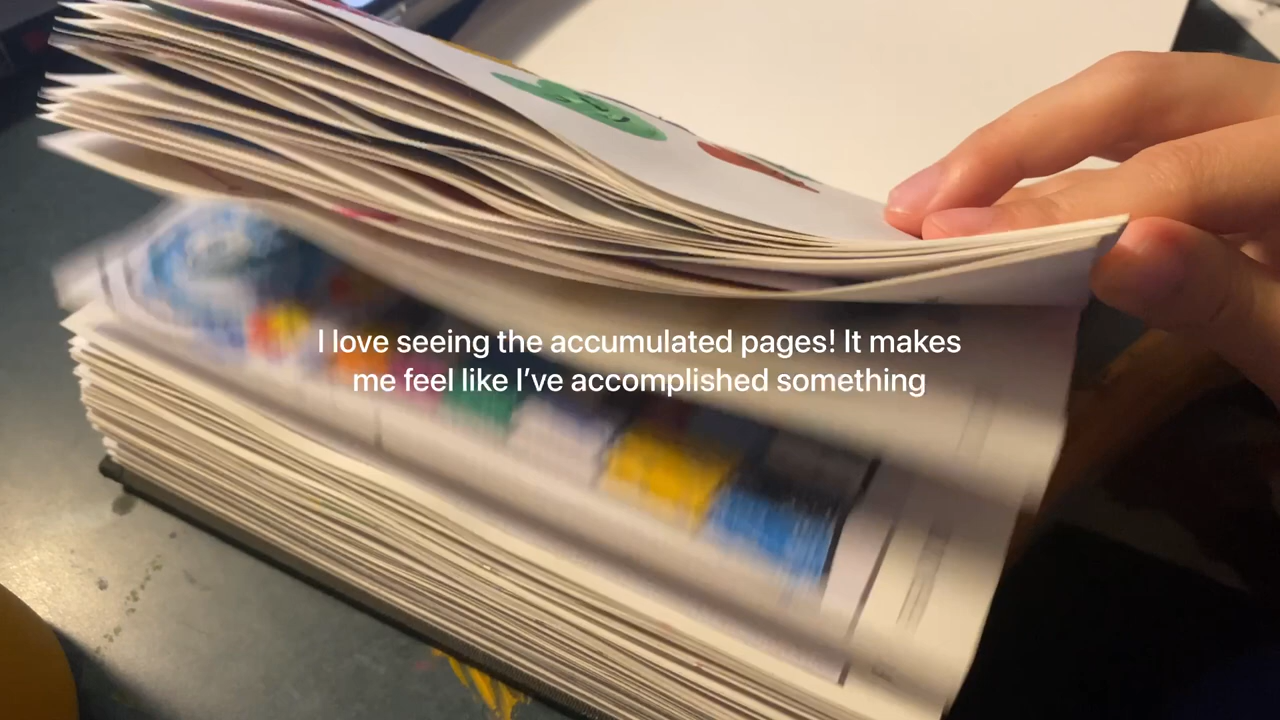 I love seeing the accumulated pages! It makes
me feel like I’ve accomplished something